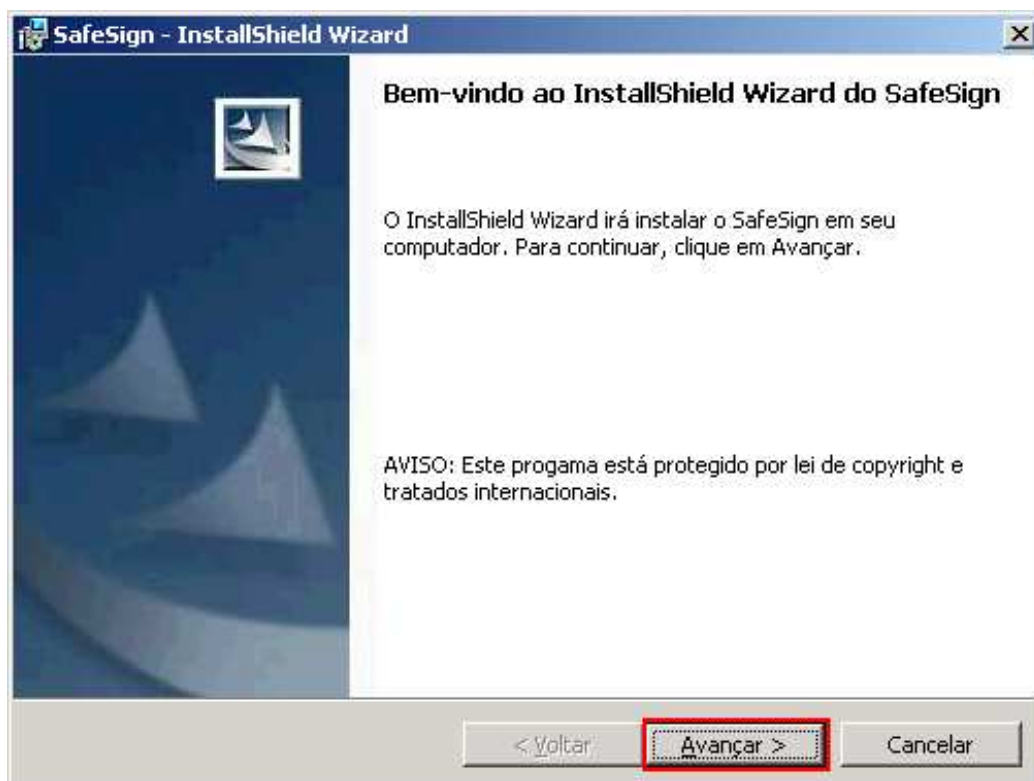 SafeSign - InstallShield Wizard
Bem-vindo ao InstallShield Wizard do SafeSign
O InstallShield Wizard irá instalar o SafeSign em seu
computador. Para continuar, clique em Avançar.
AVISO: Este progama está protegido por lei de copyright e
tratados internacionais.
< Voltar
Avançar >
Cancelar